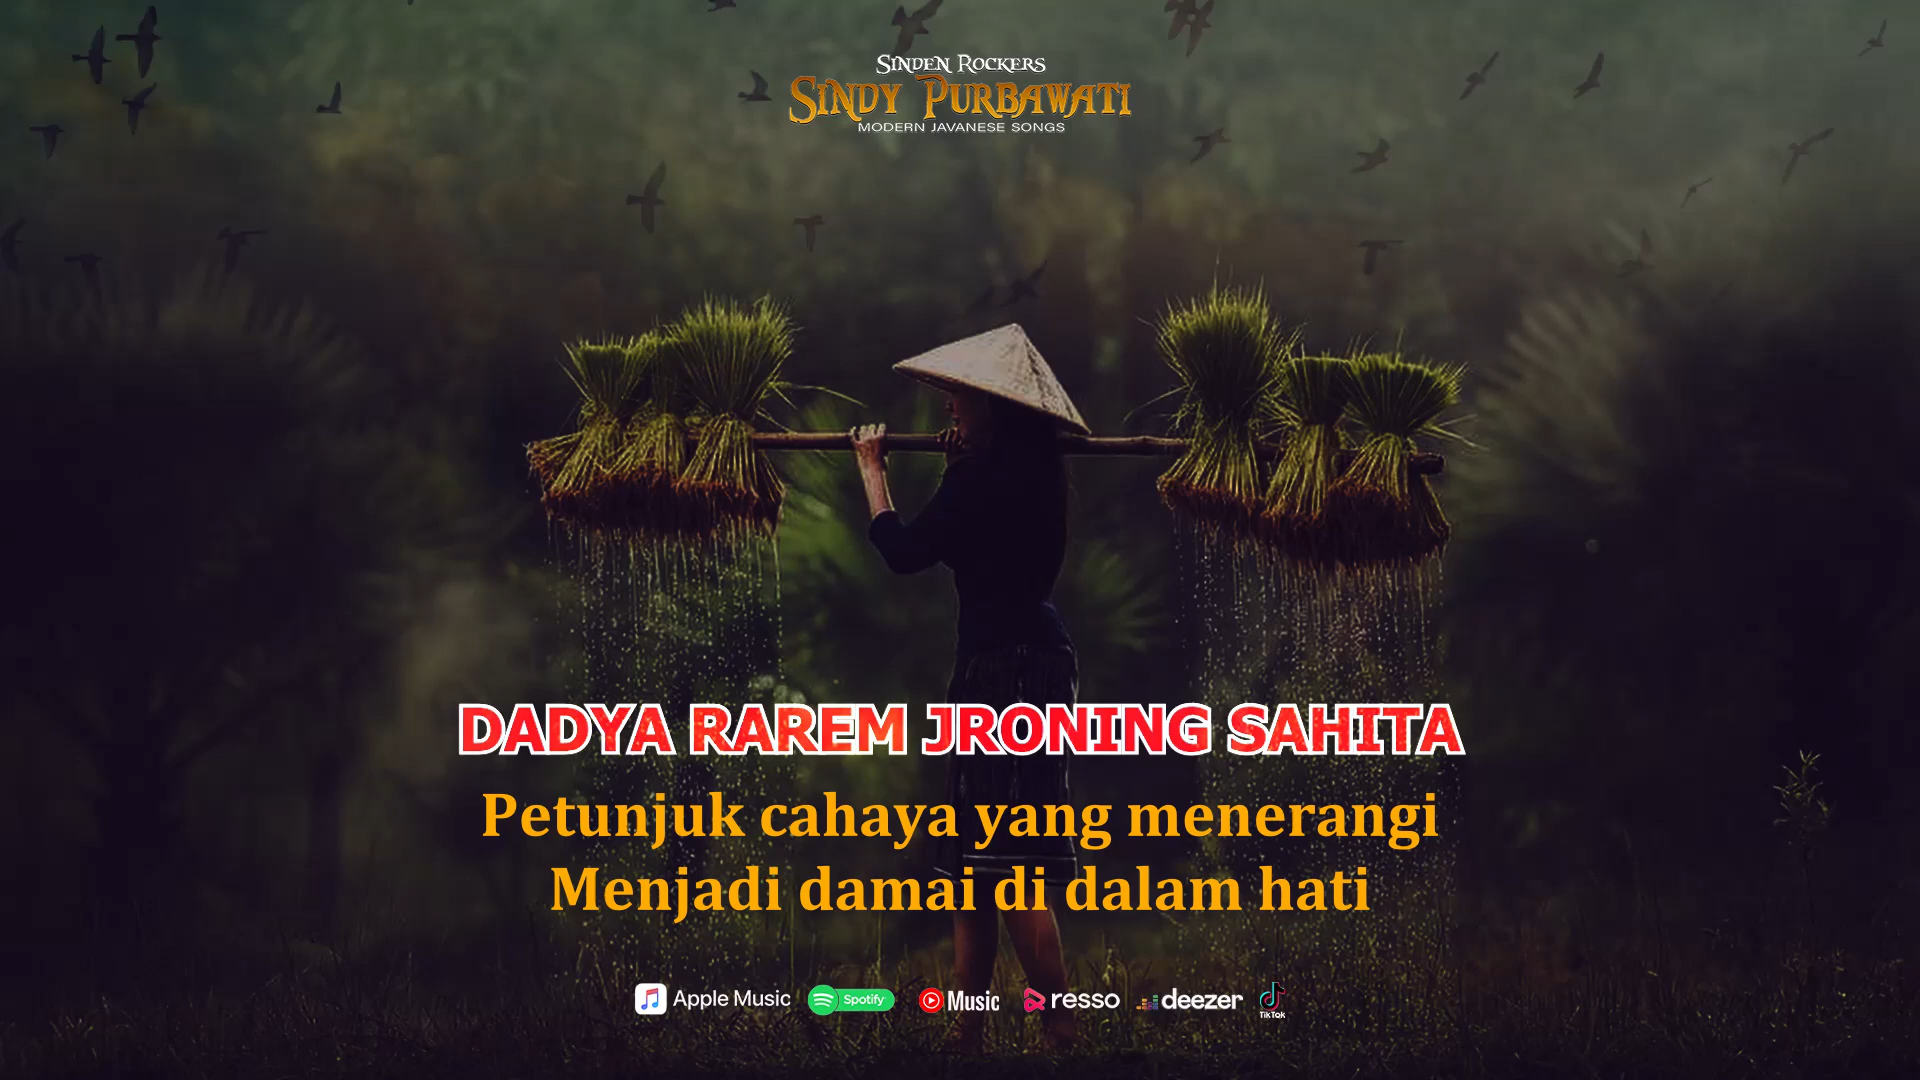 SINDEN ROCKERS
SINDY PURBAWATI
MODERN JAVANESE SONGS
DADYA RAREM JRONING SAHITA
Petunjuk cahaya yang menerangi
Menjadi damai di dalam hati
Apple Music Spotify Music resso deezer TikTok